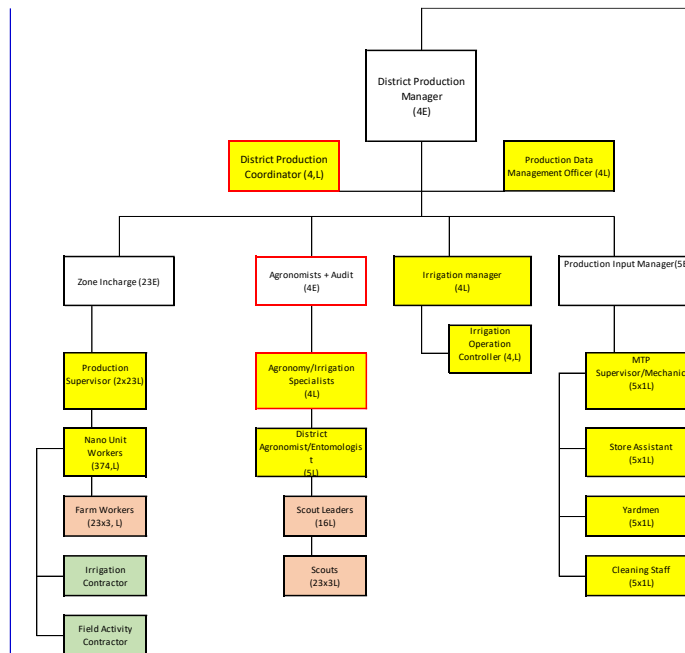 District Production
Manager
(4E)
District Production
Coordinator (4,L)
Production Data
Management Officer (4L)
Zone Incharge (23E)
Agronomists + Audit
(4E)
Irrigation manager
(4L)
Production Input Manager(5E
Irrigation
Operation
Controller (4,L)
Production
Supervisor (2x23L)
Agronomy/Irrigation
Specialists
(4L)
MTP
Supervisor/Mechanic
(5x1L)
Nano Unit
Workers
(374,L)
District
Agronomist/Entomologis
t
(5L)
Store Assistant
(5x1L)
Farm Workers
(23x3, L)
Scout Leaders
(16L)
Yardmen
(5x1L)
Irrigation
Contractor
Scouts
(23x3L)
Cleaning Staff
(5x1L)
Field Activity
Contractor